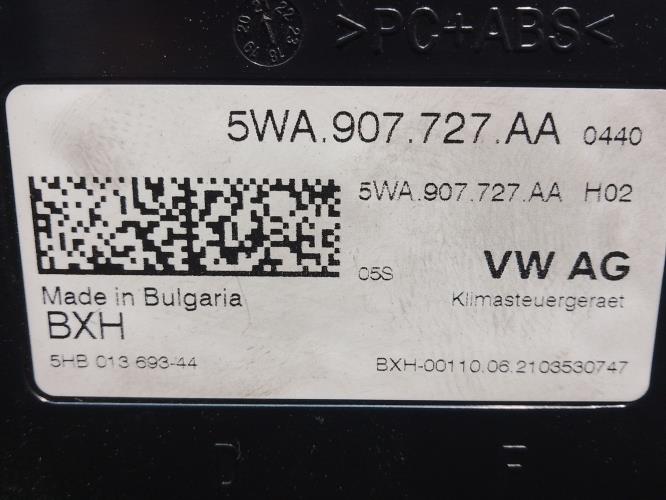 >PC+ABS<
5WA.907.727.AA 0440
5WA.907.727.AA H02
05S VW AG
Made in Bulgaria Klimasteuergeraet
BXH
5HB 013 693-44 BXH-00110.06.2103530747
D F